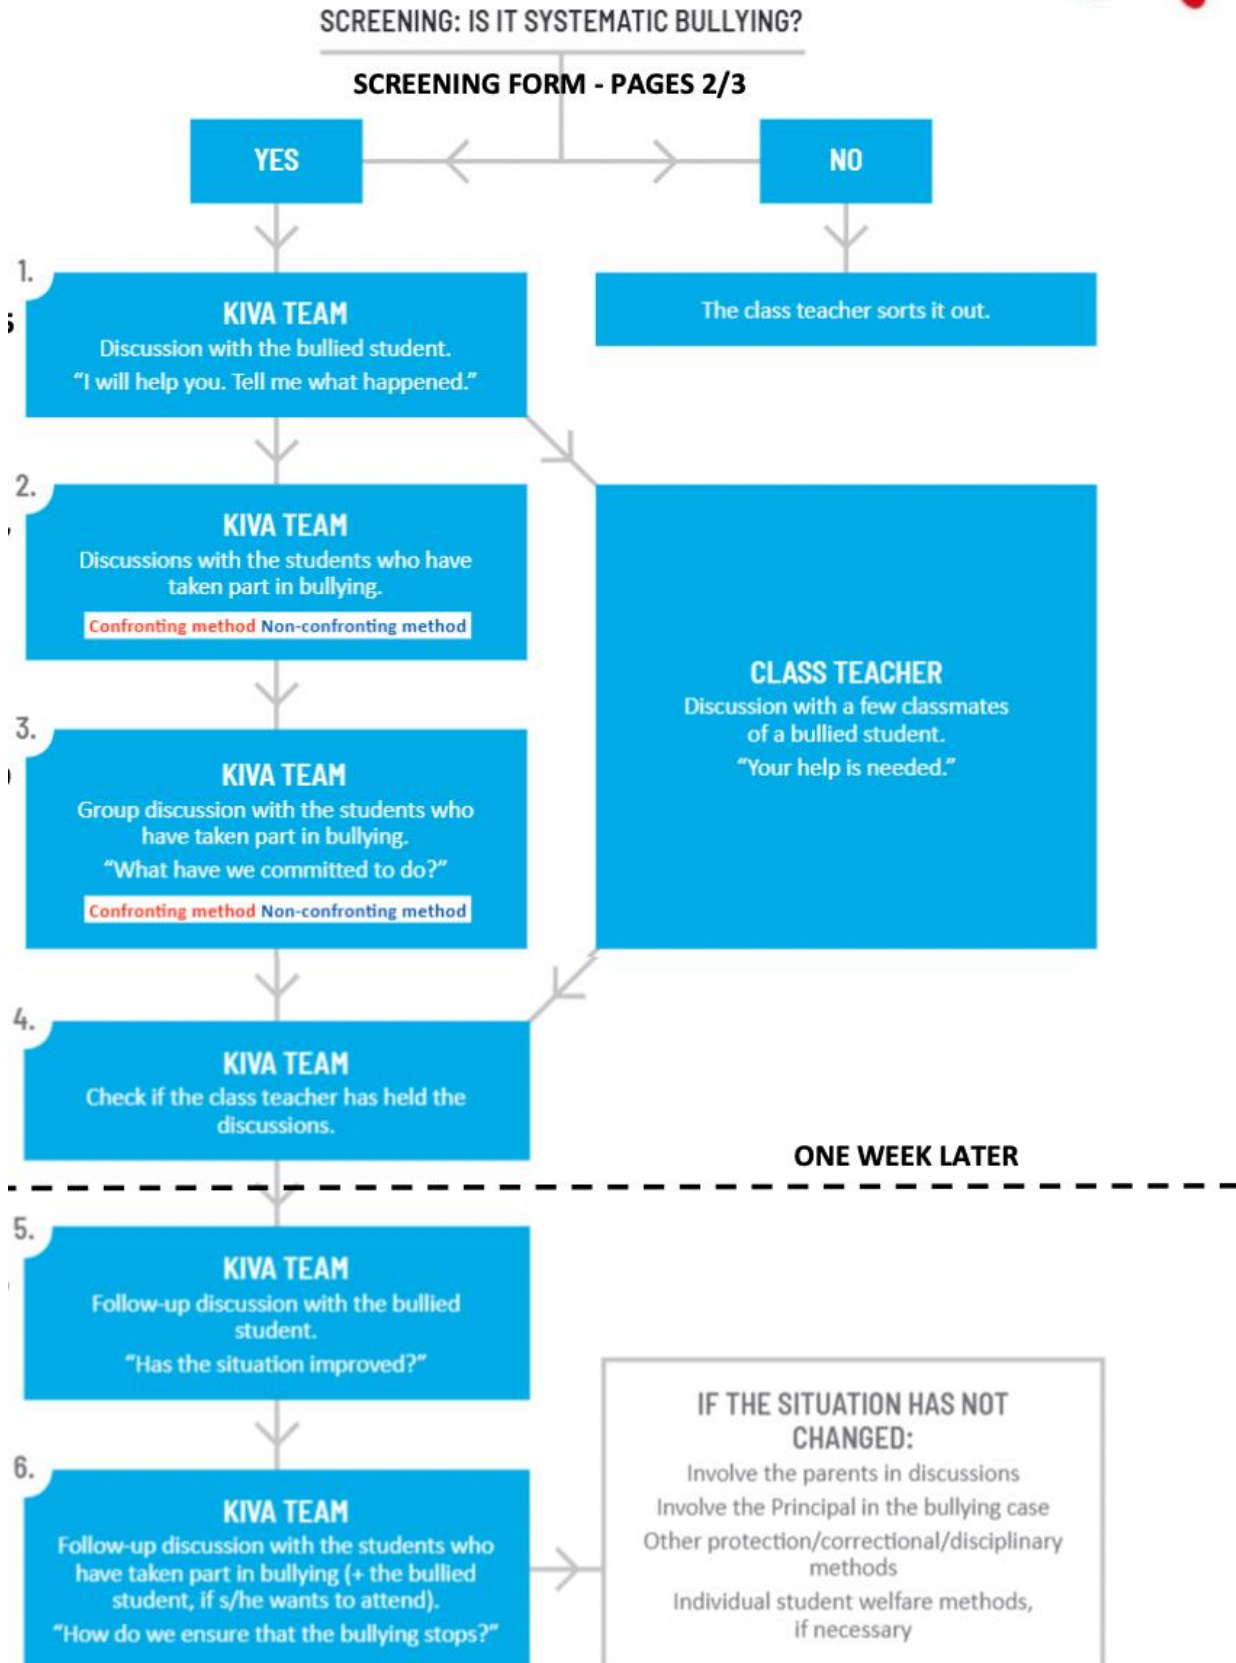 SCREENING: IS IT SYSTEMATIC BULLYING?
SCREENING FORM - PAGES 2/3
YES
NO
1.
KIVA TEAM
Discussion with the bullied student.
“I will help you. Tell me what happened.”
The class teacher sorts it out.
2.
KIVA TEAM
Discussions with the students who have
taken part in bullying.
Confronting method Non-confronting method
CLASS TEACHER
Discussion with a few classmates
of a bullied student.
“Your help is needed.”
3.
KIVA TEAM
Group discussion with the students who
have taken part in bullying.
“What have we committed to do?”
Confronting method Non-confronting method
4.
KIVA TEAM
Check if the class teacher has held the
discussions.
ONE WEEK LATER
5.
KIVA TEAM
Follow-up discussion with the bullied
student.
“Has the situation improved?”
6.
KIVA TEAM
Follow-up discussion with the students who
have taken part in bullying (+ the bullied
student, if s/he wants to attend).
“How do we ensure that the bullying stops?”
IF THE SITUATION HAS NOT
CHANGED:
Involve the parents in discussions
Involve the Principal in the bullying case
Other protection/correctional/disciplinary
methods
Individual student welfare methods,
if necessary